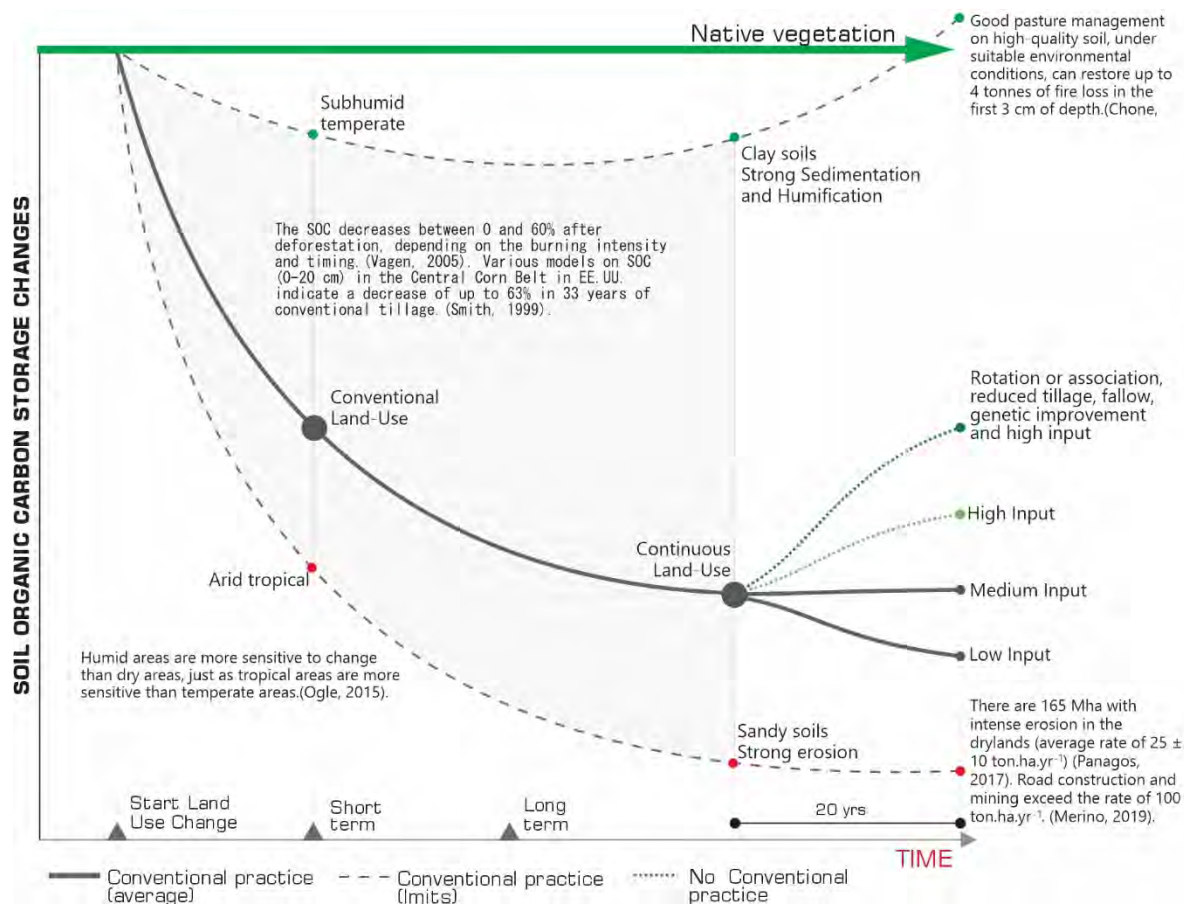 Native vegetation
Good pasture management
on high-quality soil, under
suitable environmental
conditions, can restore up to
4 tonnes of fire loss in the
first 3 cm of depth.(Chone,
Subhumid
temperate
Clay soils
Strong Sedimentation
and Humification
The SOC decreases between 0 and 60% after
deforestation, depending on the burning intensity
and timing. (Vagen, 2005). Various models on SOC
(0-20 cm) in the Central Corn Belt in EE.UU.
indicate a decrease of up to 63% in 33 years of
conventional tillage. (Smith, 1999).
SOIL ORGANIC CARBON STORAGE CHANGES
Conventional
Land-Use
Rotation or association,
reduced tillage, fallow,
genetic improvement
and high input
High Input
Continuous
Land-Use
Arid tropical
Medium Input
Low Input
Humid areas are more sensitive to change
than dry areas, just as tropical areas are more
sensitive than temperate areas.(Ogle, 2015).
Sandy soils
Strong erosion
There are 165 Mha with
intense erosion in the
drylands (average rate of 25 ±
10 ton.ha.yr⁻¹) (Panagos,
2017). Road construction and
mining exceed the rate of 100
ton.ha.yr⁻¹. (Merino, 2019).
Start Land
Use Change
Short
term
Long
term
20 yrs
TIME
Conventional practice
(average)
Conventional practice
(lmits)
No Conventional
practice